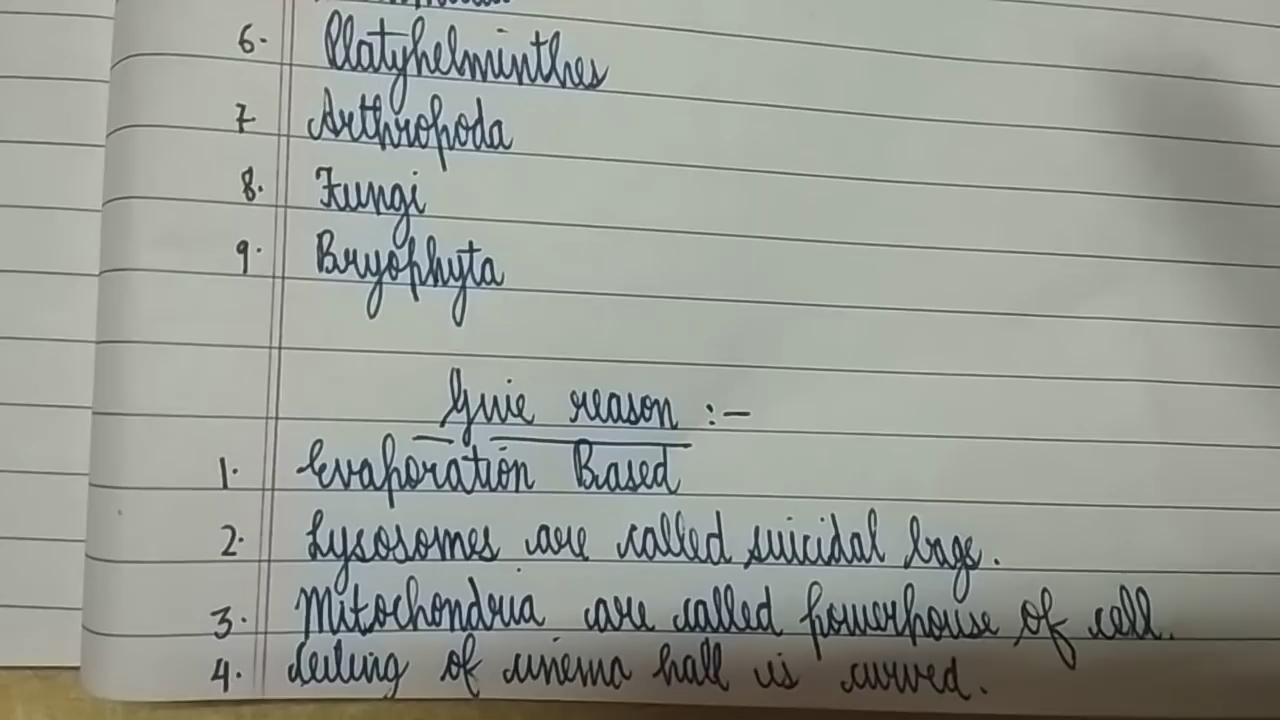 6. Platyhelminthes
7 Arthropoda
8. Fungi
9. Bryophyta
Give reason :-
1. Evaporation Based
2. Lysosomes are called suicidal bags.
3. Mitochondria are called powerhouse of cell.
4. Ceiling of cinema hall is curved.